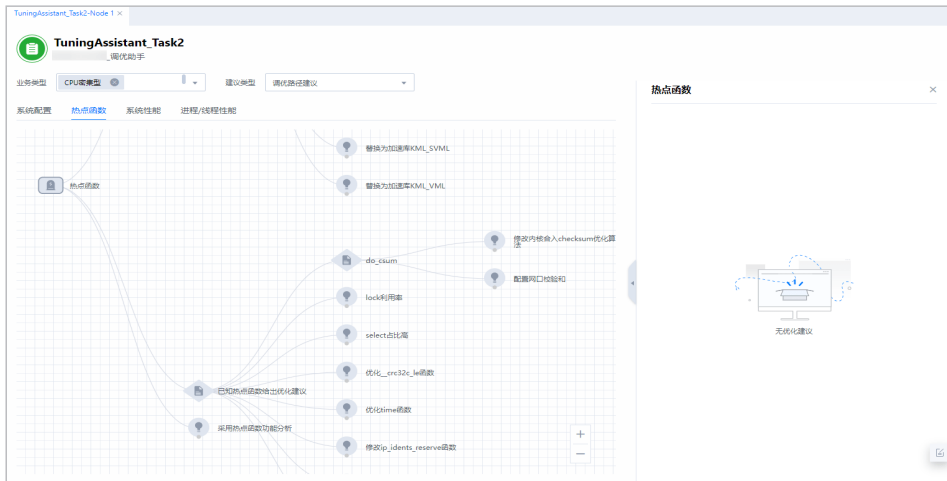 TuningAssistant_Task2-Node 1 ×
TuningAssistant_Task2
_调优助手
业务类型 CPU密集型 建议类型 调优路径建议
系统配置 热点函数 系统性能 进程/线程性能
热点函数
替换为加速库KML_SVML
替换为加速库KML_VML
热点函数
修改内核合入checksum优化算
法
do_csum
配置网口校验和
lock利用率
select占比高
优化__crc32c_le函数
已知热点函数给出优化建议
优化time函数
采用热点函数功能分析
修改ip_idents_reserve函数
无优化建议